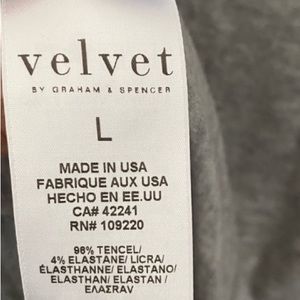 velvet
BY GRAHAM & SPENCER
L
MADE IN USA
FABRIQUE AUX USA
HECHO EN EE.UU
CA# 42241
RN# 109220
96% TENCEL/
4% ELASTANE/ LICRA/
ÉLASTHANNE/ ELASTANO/
ELASTHAN / ELASTAN /
ΕΛΑΣΡΑV